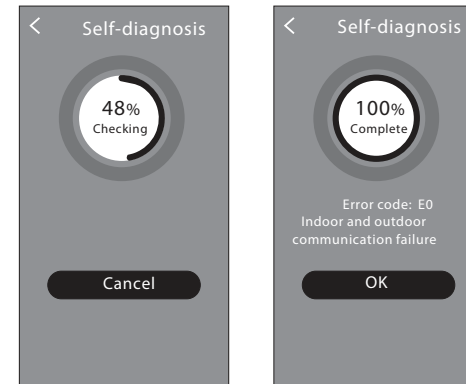 Self-diagnosis
48%
Checking
Cancel
Self-diagnosis
100%
Complete
Error code: E0
Indoor and outdoor
communication failure
OK